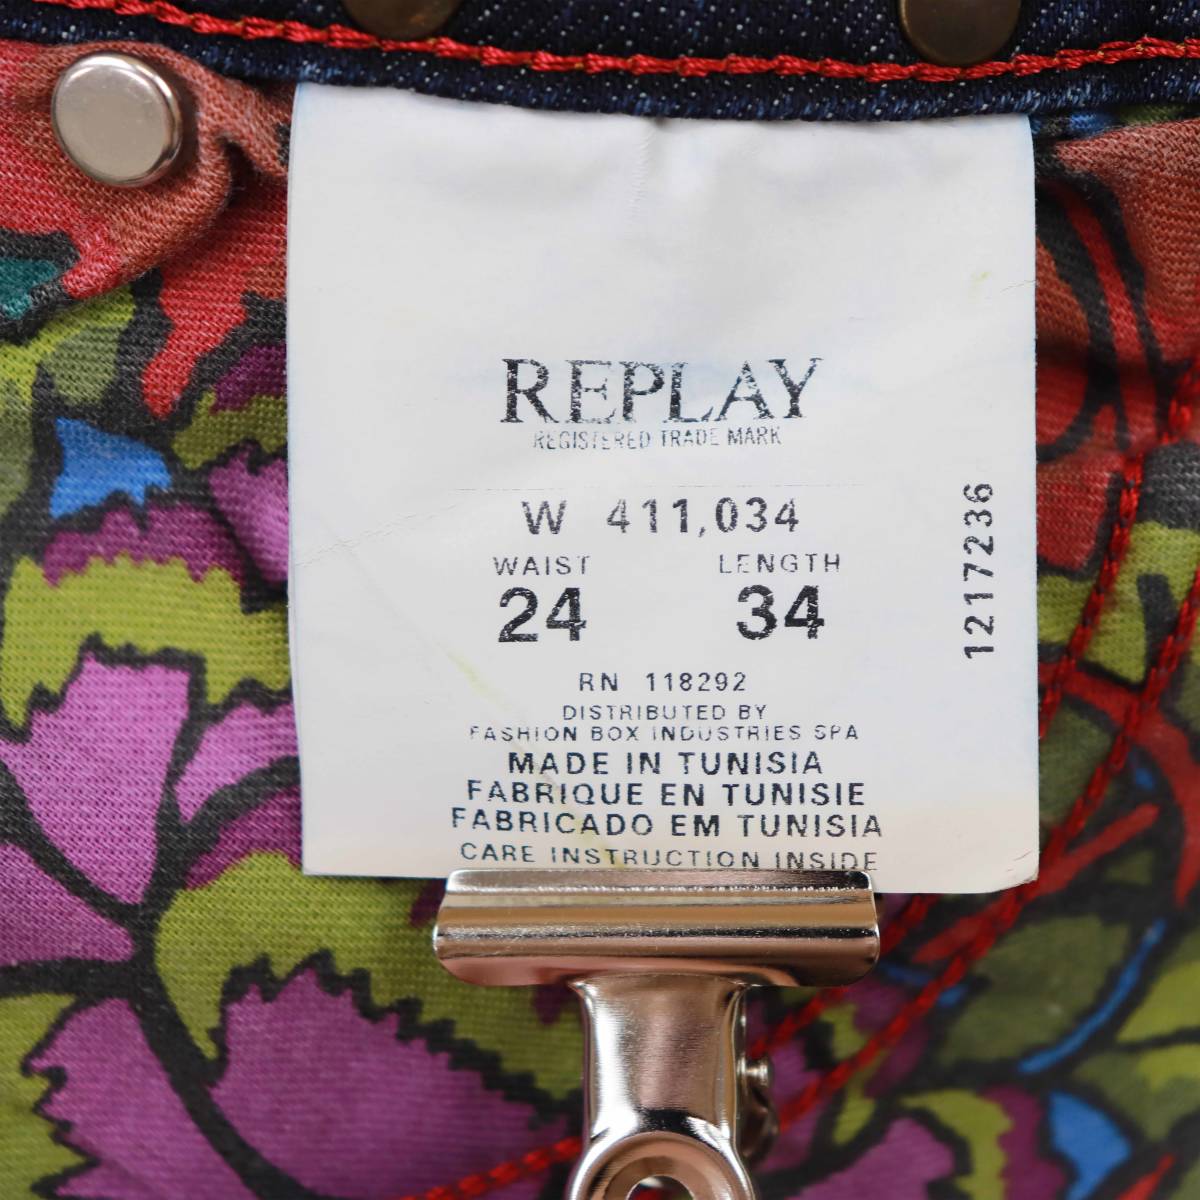 REPLAY
REGISTERED TRADE MARK
W 411,034
WAIST LENGTH
24 34
RN 118292
DISTRIBUTED BY
FASHION BOX INDUSTRIES SPA
MADE IN TUNISIA
FABRIQUE EN TUNISIE
FABRICADO EM TUNISIA
CARE INSTRUCTION INSIDE
1217236